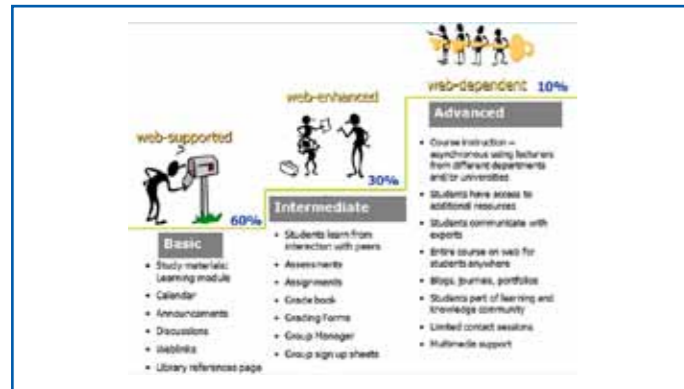 web-supported
60%
Basic
• Study materials:
Learning module
• Calendar
• Announcements
• Discussions
• Weblinks
• Library references page
web-enhanced
30%
Intermediate
• Students learn from
interaction with peers
• Assessments
• Assignments
• Grade book
• Grading Forms
• Group Manager
• Group sign up sheets
web-dependent 10%
Advanced
• Course instruction –
asynchronous using lecturers
from different departments
and/or universities
• Students have access to
additional resources
• Students communicate with
experts
• Entire course on web for
students anywhere
• Blogs, journals, portfolios
• Students part of learning and
knowledge community
• Limited contact sessions
• Multimedia support